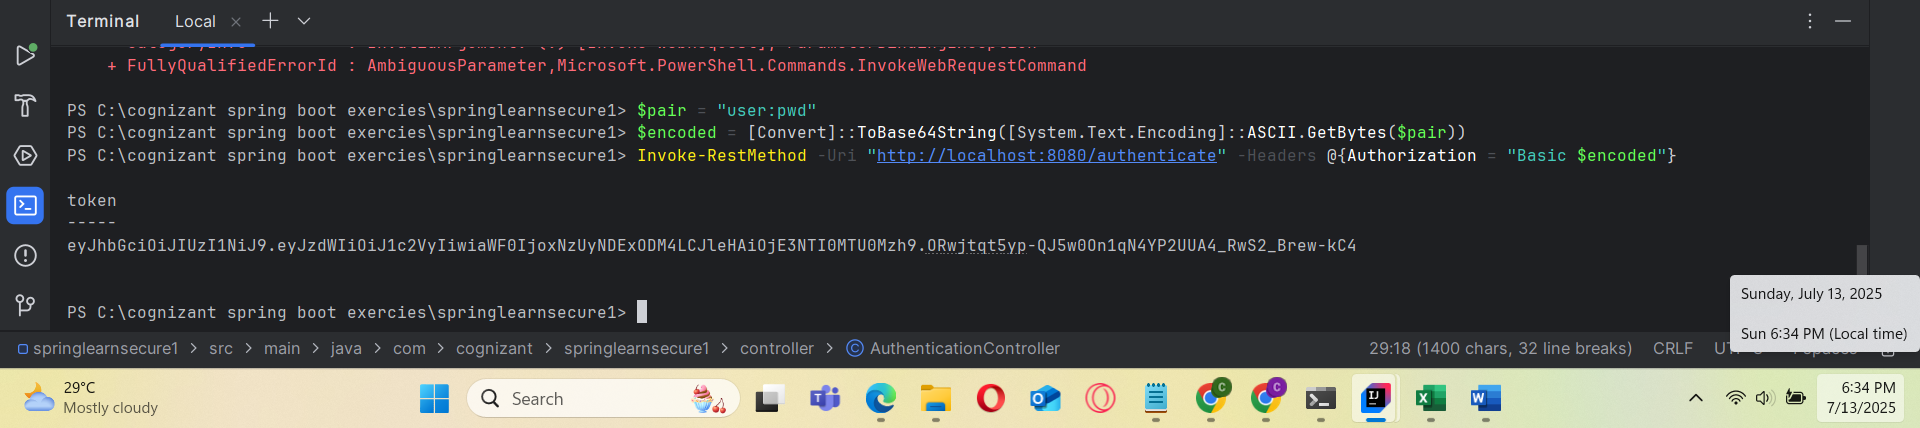 Terminal Local
+ FullyQualifiedErrorId : AmbiguousParameter,Microsoft.PowerShell.Commands.InvokeWebRequestCommand
PS C:\cognizant spring boot exercies\springlearnsecure1> $pair = "user:pwd"
PS C:\cognizant spring boot exercies\springlearnsecure1> $encoded = [Convert]::ToBase64String([System.Text.Encoding]::ASCII.GetBytes($pair))
PS C:\cognizant spring boot exercies\springlearnsecure1> Invoke-RestMethod -Uri "http://localhost:8080/authenticate" -Headers @{Authorization = "Basic $encoded"}
token
-----
eyJhbGciOiJIUzI1NiJ9.eyJzdWIiOiJ1c2VyIiwiaWF0IjoxNzUyNDExODM4LCJleHAiOjE3NTI0MTU0Mzh9.ORwjtqt5yp-QJ5w0On1qN4YP2UUA4_RwS2_Brew-kC4
PS C:\cognizant spring boot exercies\springlearnsecure1>
Sunday, July 13, 2025
Sun 6:34 PM (Local time)
springlearnsecure1 > src > main > java > com > cognizant > springlearnsecure1 > controller > AuthenticationController 29:18 (1400 chars, 32 line breaks) CRLF
29°C
Mostly cloudy
Search
6:34 PM
7/13/2025